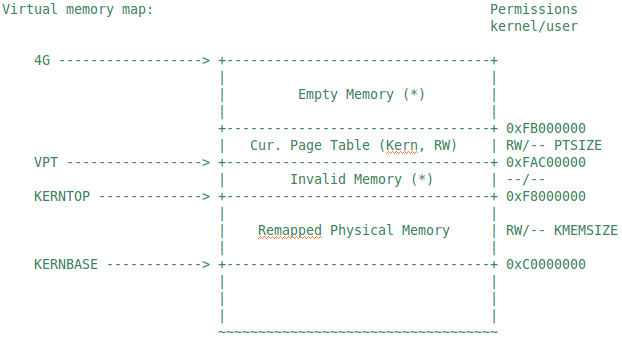 Virtual memory map:                                          Permissions
                                                             kernel/user

    4G ------------------> +---------------------------------+
                           |                                 |
                           |         Empty Memory (*)        |
                           |                                 |
                           +---------------------------------+ 0xFB000000
                           |   Cur. Page Table (Kern, RW)    | RW/-- PTSIZE
    VPT -----------------> +---------------------------------+ 0xFAC00000
                           |        Invalid Memory (*)       | --/--
    KERNTOP -------------> +---------------------------------+ 0xF8000000
                           |                                 |
                           |    Remapped Physical Memory     | RW/-- KMEMSIZE
                           |                                 |
    KERNBASE ------------> +---------------------------------+ 0xC0000000
                           |                                 |
                           |                                 |
                           |                                 |
                           ~~~~~~~~~~~~~~~~~~~~~~~~~~~~~~~~~~~